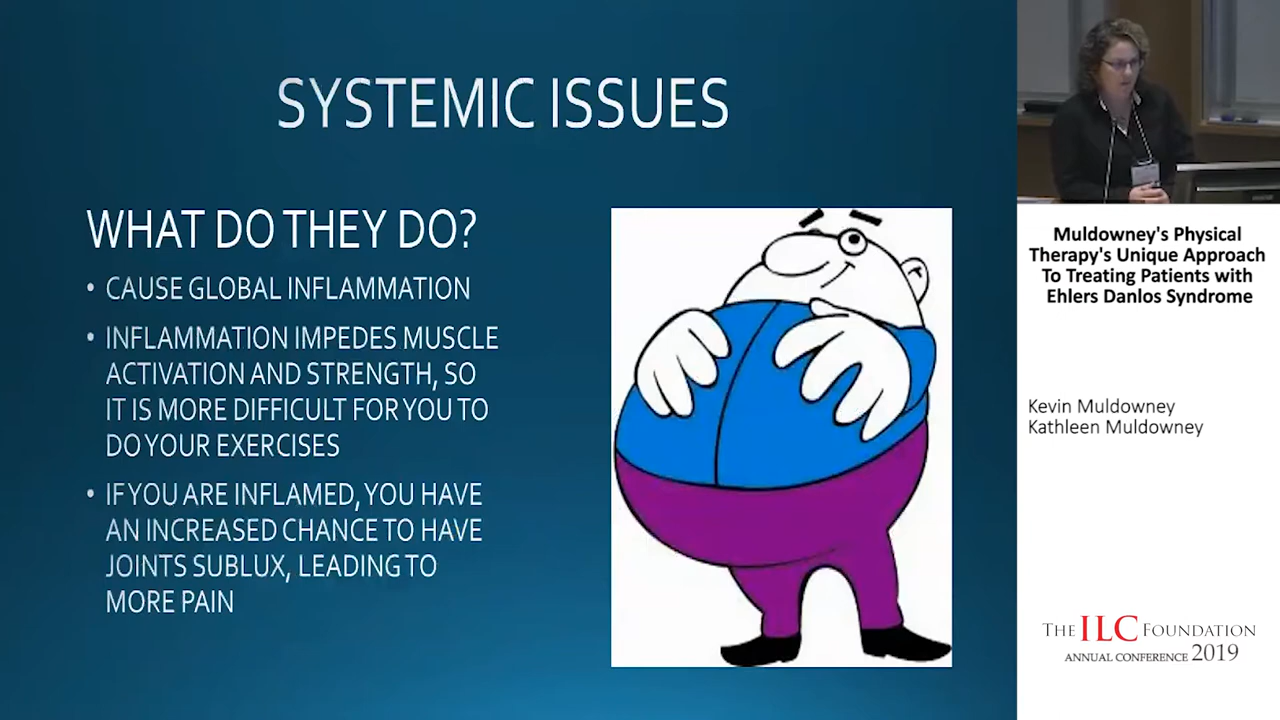 SYSTEMIC ISSUES
WHAT DO THEY DO?
• CAUSE GLOBAL INFLAMMATION
• INFLAMMATION IMPEDES MUSCLE
ACTIVATION AND STRENGTH, SO
IT IS MORE DIFFICULT FOR YOU TO
DO YOUR EXERCISES
• IF YOU ARE INFLAMED, YOU HAVE
AN INCREASED CHANCE TO HAVE
JOINTS SUBLUX, LEADING TO
MORE PAIN
Muldowney's Physical
Therapy's Unique Approach
To Treating Patients with
Ehlers Danlos Syndrome
Kevin Muldowney
Kathleen Muldowney
THE ILC FOUNDATION
ANNUAL CONFERENCE 2019